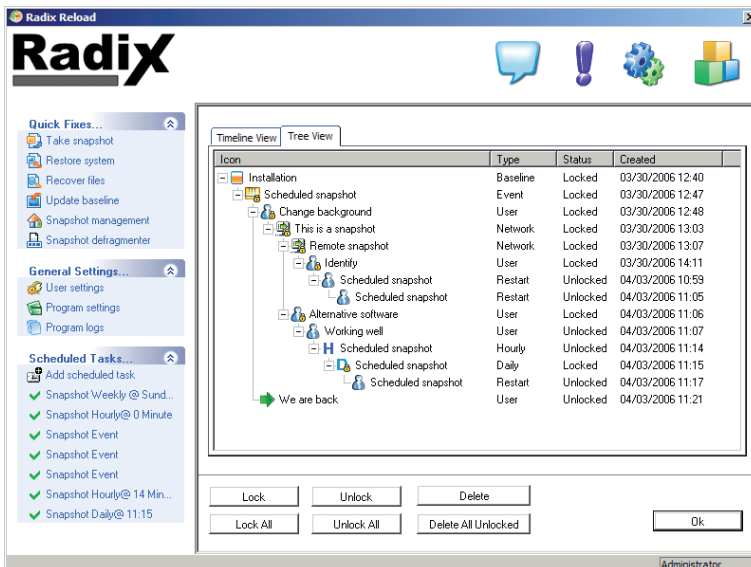 Radix Reload
Radix
Quick Fixes...
Take snapshot
Restore system
Recover files
Update baseline
Snapshot management
Snapshot defragmenter
General Settings...
User settings
Program settings
Program logs
Scheduled Tasks...
Add scheduled task
Snapshot Weekly @ Sund...
Snapshot Hourly@ 0 Minute
Snapshot Event
Snapshot Event
Snapshot Event
Snapshot Hourly@ 14 Min...
Snapshot Daily@ 11:15
Timeline View Tree View
Icon Type Status Created
Installation Baseline Locked 03/30/2006 12:40
Scheduled snapshot Event Locked 03/30/2006 12:47
Change background User Locked 03/30/2006 12:48
This is a snapshot Network Locked 03/30/2006 13:03
Remote snapshot Network Locked 03/30/2006 13:07
Identify User Locked 03/30/2006 14:11
Scheduled snapshot Restart Unlocked 04/03/2006 10:59
Scheduled snapshot Restart Unlocked 04/03/2006 11:05
Alternative software User Locked 04/03/2006 11:06
Working well User Unlocked 04/03/2006 11:07
H Scheduled snapshot Hourly Unlocked 04/03/2006 11:14
D Scheduled snapshot Daily Locked 04/03/2006 11:15
Scheduled snapshot Restart Unlocked 04/03/2006 11:17
We are back User Unlocked 04/03/2006 11:21
Lock Unlock Delete
Lock All Unlock All Delete All Unlocked Ok
Administrator